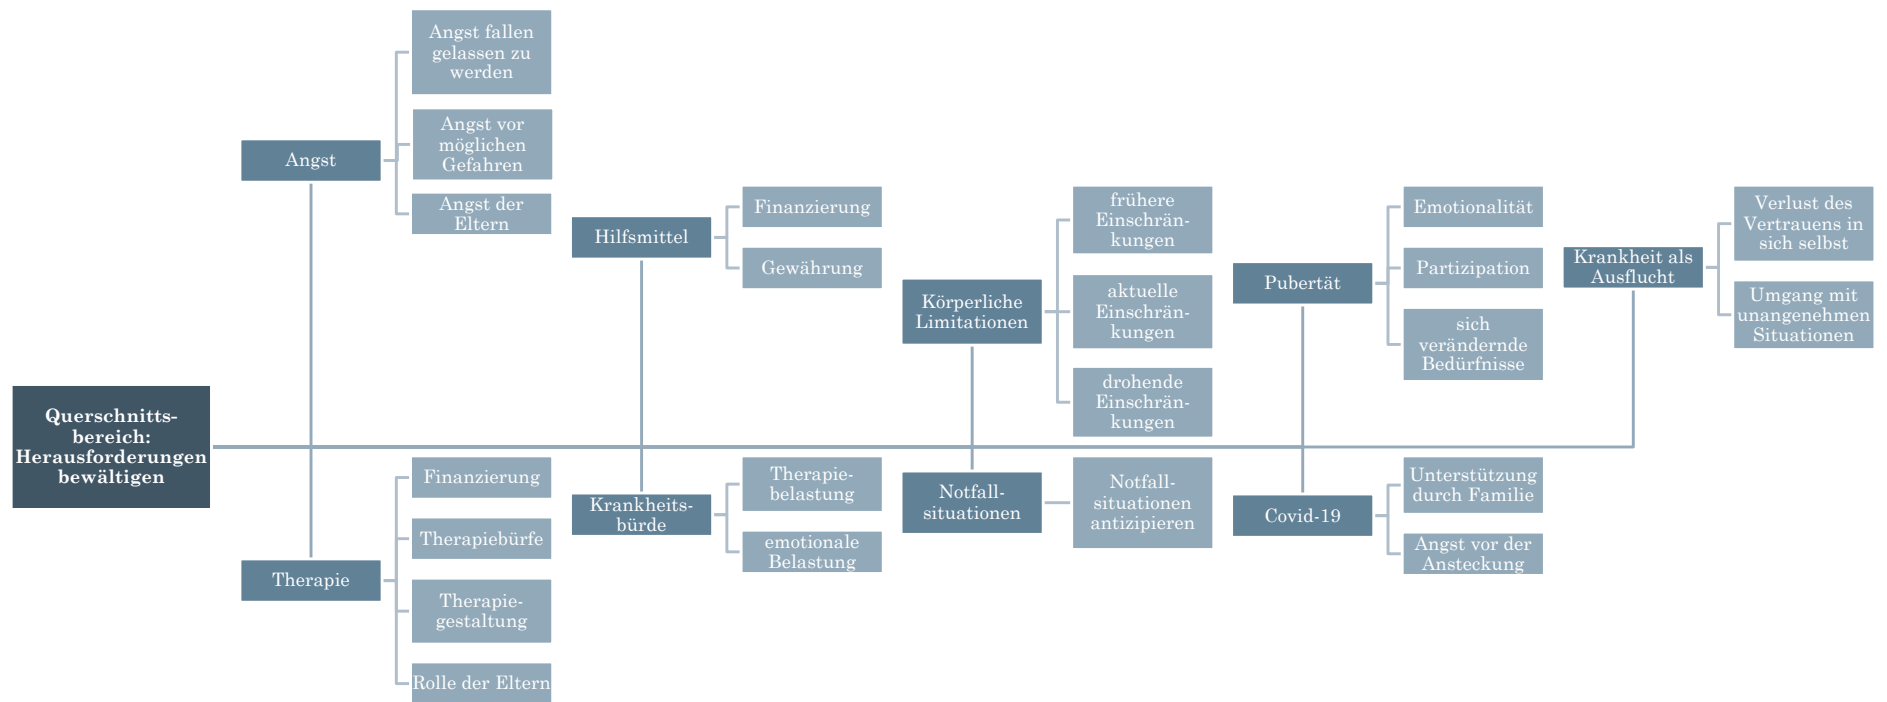 Querschnitts-
bereich:
Herausforderungen
bewältigen
Angst
Angst fallen
gelassen zu
werden
Angst vor
möglichen
Gefahren
Angst der
Eltern
Therapie
Finanzierung
Therapiebürfe
Therapie-
gestaltung
Rolle der Eltern
Hilfsmittel
Finanzierung
Gewährung
Krankheits-
bürde
Therapie-
belastung
emotionale
Belastung
Körperliche
Limitationen
frühere
Einschrän-
kungen
aktuelle
Einschrän-
kungen
drohende
Einschrän-
kungen
Notfall-
situationen
Notfall-
situationen
antizipieren
Pubertät
Emotionalität
Partizipation
sich
verändernde
Bedürfnisse
Covid-19
Unterstützung
durch Familie
Angst vor der
Ansteckung
Krankheit als
Ausflucht
Verlust des
Vertrauens in
sich selbst
Umgang mit
unangenehmen
Situationen